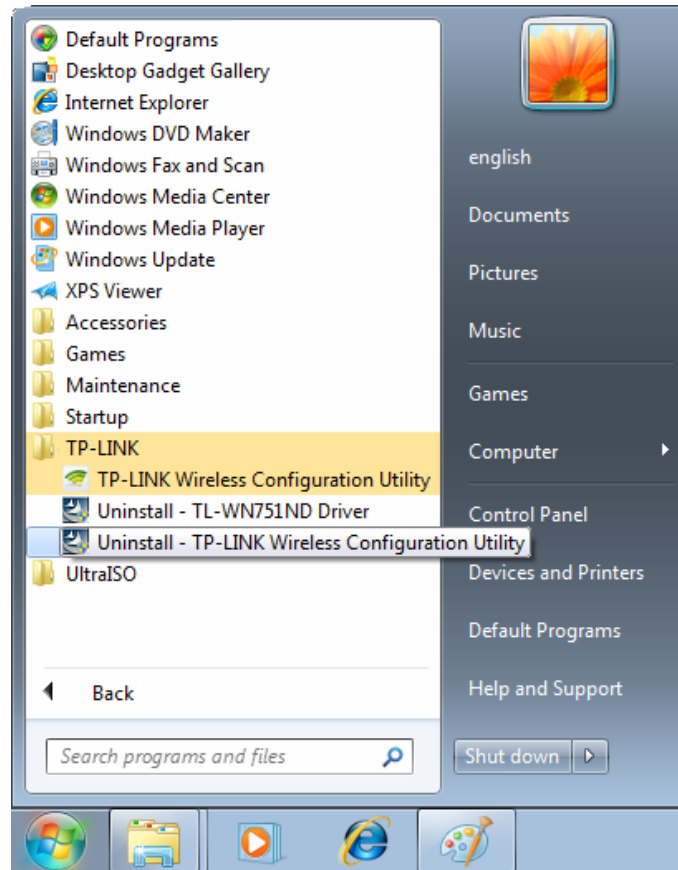 Default Programs
Desktop Gadget Gallery
Internet Explorer
Windows DVD Maker
Windows Fax and Scan
Windows Media Center
Windows Media Player
Windows Update
XPS Viewer
Accessories
Games
Maintenance
Startup
TP-LINK
TP-LINK Wireless Configuration Utility
Uninstall - TL-WN751ND Driver
Uninstall - TP-LINK Wireless Configuration Utility
UltraISO
Back
Search programs and files
english
Documents
Pictures
Music
Games
Computer
Control Panel
Devices and Printers
Default Programs
Help and Support
Shut down